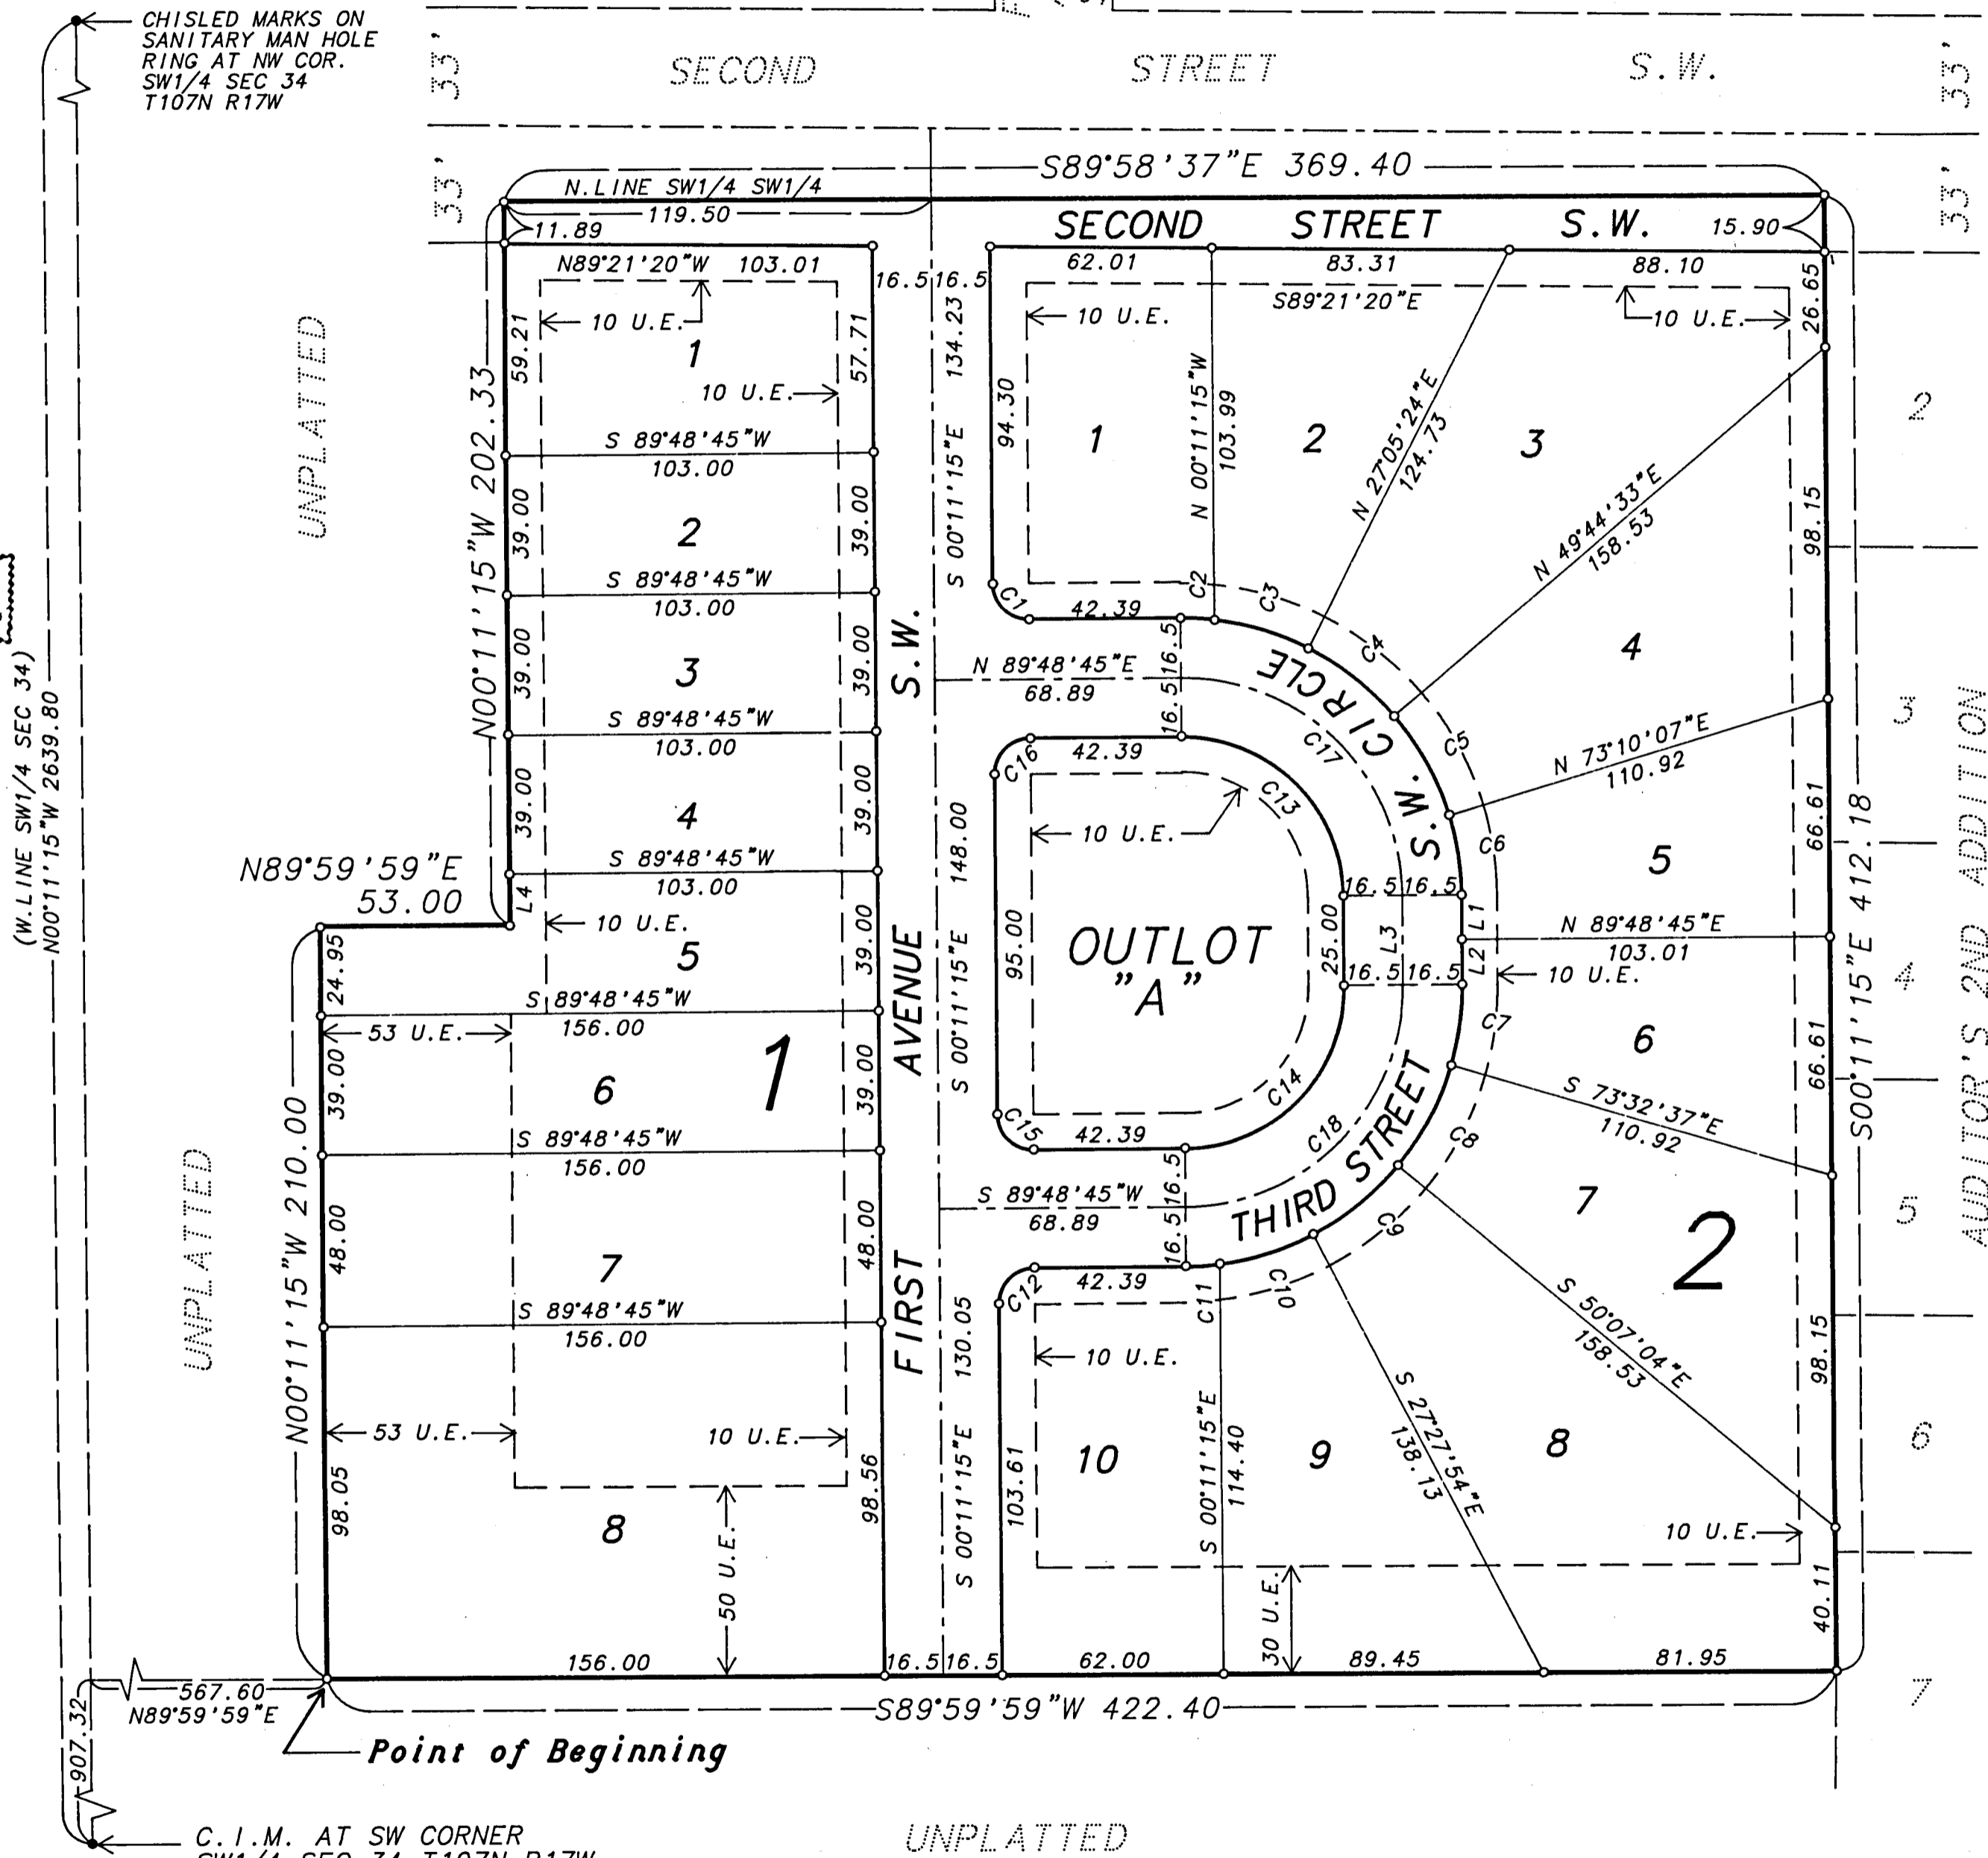 CHISLED MARKS ON
SANITARY MAN HOLE
RING AT NW COR.
SW1/4 SEC 34
T107N R17W
33'
SECOND STREET S.W.
33'
33'
S89°58'37"E 369.40
33'
N.LINE SW1/4 SW1/4
119.50
11.89
SECOND STREET S.W.
15.90
N89°21'20"W 103.01
16.5 16.5
62.01
83.31
88.10
S89°21'20"E
10 U.E.
10 U.E.
10 U.E.
26.65
59.21
1
57.71
10 U.E.
134.23
S 00°11'15"E
94.30
1
N 00°11'15"W
103.99
2
N 27°05'24"E
124.73
3
2
UNPLATTED
N00°11'15"W 202.33
S 89°48'45"W
103.00
39.00
2
39.00
N 49°44'33"E
158.53
98.15
S 89°48'45"W
103.00
39.00
3
39.00
C1
42.39
C2
C3
C4
4
16.5
16.5
N 89°48'45"E
68.89
S 89°48'45"W
103.00
39.00
4
39.00
C16
42.39
C17
C13
C5
N 73°10'07"E
110.92
3
(W.LINE SW1/4 SEC 34)
N00°11'15"W 2639.80
10 U.E.
148.00
S 00°11'15"E
C6
5
66.61
S 89°48'45"W
103.00
N89°59'59"E
53.00
L4
10 U.E.
5
39.00
24.95
95.00
OUTLOT
"A"
25.00
16.5 16.5
L3
L1
L2
16.5 16.5
N 89°48'45"E
103.01
10 U.E.
4
S 89°48'45"W
156.00
53 U.E.
1
39.00
6
39.00
C7
6
66.61
S00°11'15"E 412.18
AUDITOR'S 2ND ADDITION
S 73°32'37"E
110.92
C14
C15
42.39
C18
C8
S 89°48'45"W
156.00
FIRST AVENUE S.W.
THIRD STREET S.W. CIRCLE
S 89°48'45"W
68.89
16.5
16.5
C9
7
2
5
UNPLATTED
N00°11'15"W 210.00
48.00
7
48.00
C12
42.39
C11
C10
S 89°48'45"W
156.00
130.05
S 00°11'15"E
10 U.E.
S 50°07'04"E
158.53
98.15
53 U.E.
10 U.E.
98.05
98.56
8
103.61
10
S 00°11'15"E
114.40
9
S 27°27'54"E
138.13
8
6
10 U.E.
50 U.E.
30 U.E.
40.11
156.00
16.5 16.5
62.00
89.45
81.95
567.60
N89°59'59"E
S89°59'59"W 422.40
7
907.32
Point of Beginning
C.I.M. AT SW CORNER
SW1/4 SEC 34 T107N R17W
UNPLATTED